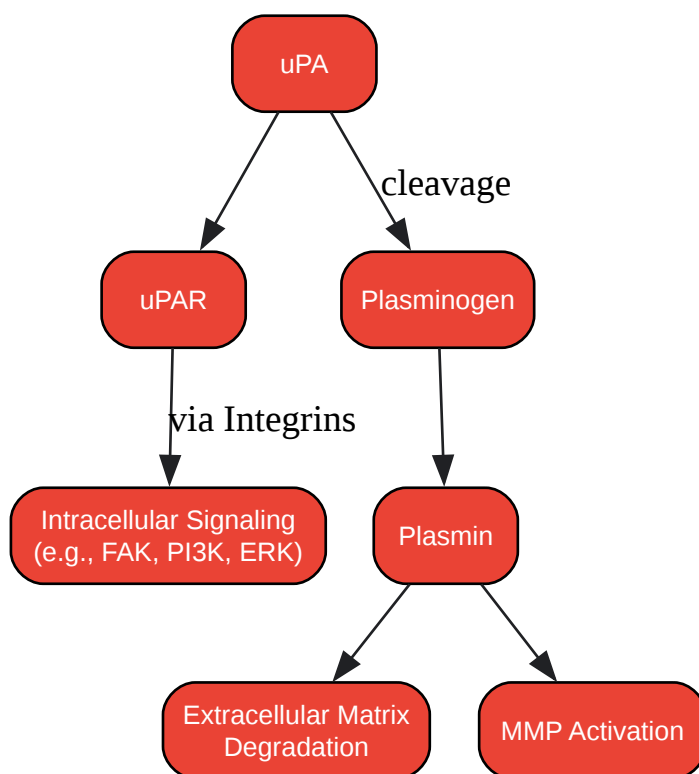 uPA
cleavage
uPAR
Plasminogen
via Integrins
Intracellular Signaling
(e.g., FAK, PI3K, ERK)
Plasmin
Extracellular Matrix
Degradation
MMP Activation